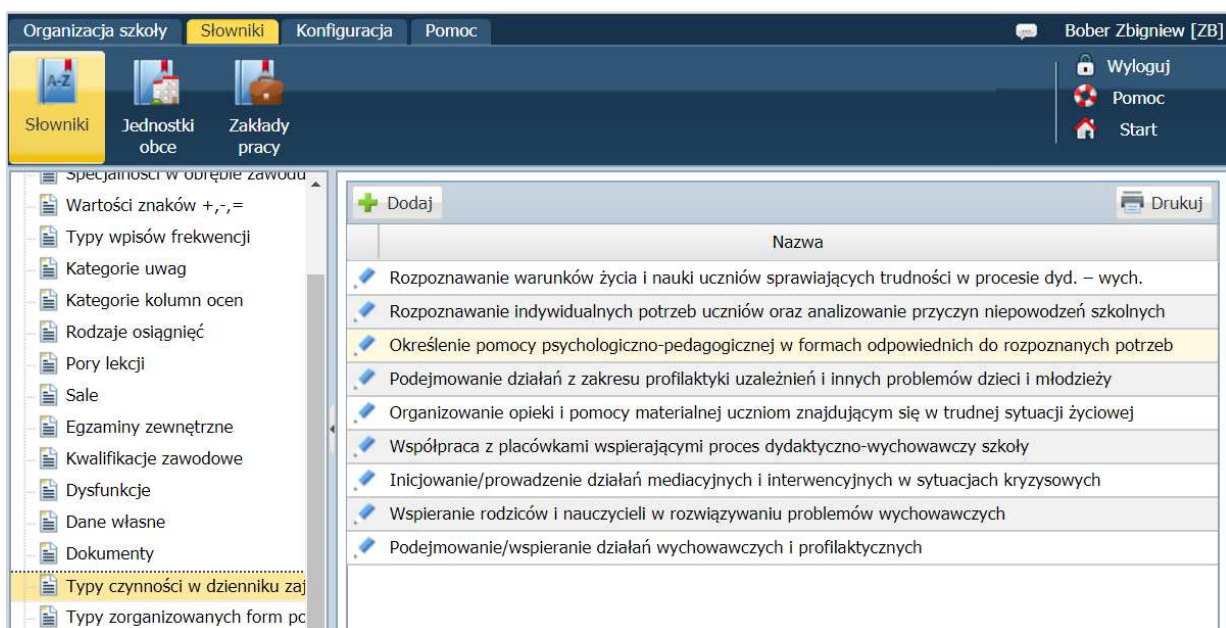 Organizacja szkoły Słowniki Konfiguracja Pomoc Bober Zbigniew [ZB]
A-Z
Słowniki
Jednostki obce
Zakłady pracy
Wyloguj
Pomoc
Start
Specjalności w obrębie zawodu
Wartości znaków +,-,=
Typy wpisów frekwencji
Kategorie uwag
Kategorie kolumn ocen
Rodzaje osiągnięć
Pory lekcji
Sale
Egzaminy zewnętrzne
Kwalifikacje zawodowe
Dysfunkcje
Dane własne
Dokumenty
Typy czynności w dzienniku zaj
Typy zorganizowanych form po
Dodaj Drukuj
Nazwa
Rozpoznawanie warunków życia i nauki uczniów sprawiających trudności w procesie dyd. – wych.
Rozpoznawanie indywidualnych potrzeb uczniów oraz analizowanie przyczyn niepowodzeń szkolnych
Określenie pomocy psychologiczno-pedagogicznej w formach odpowiednich do rozpoznanych potrzeb
Podejmowanie działań z zakresu profilaktyki uzależnień i innych problemów dzieci i młodzieży
Organizowanie opieki i pomocy materialnej uczniom znajdującym się w trudnej sytuacji życiowej
Współpraca z placówkami wspierającymi proces dydaktyczno-wychowawczy szkoły
Inicjowanie/prowadzenie działań mediacyjnych i interwencyjnych w sytuacjach kryzysowych
Wspieranie rodziców i nauczycieli w rozwiązywaniu problemów wychowawczych
Podejmowanie/wspieranie działań wychowawczych i profilaktycznych